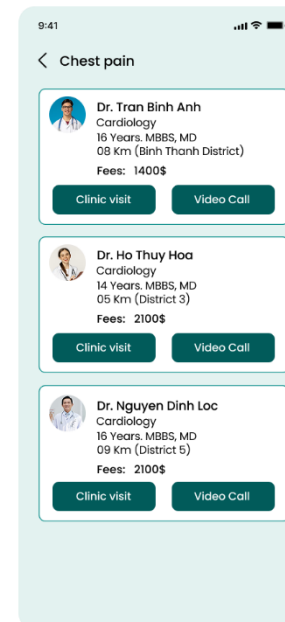 9:41
Chest pain
Dr. Tran Binh Anh
Cardiology
16 Years. MBBS, MD
08 Km (Binh Thanh District)
Fees: 1400$
Clinic visit Video Call
Dr. Ho Thuy Hoa
Cardiology
14 Years. MBBS, MD
05 Km (District 3)
Fees: 2100$
Clinic visit Video Call
Dr. Nguyen Dinh Loc
Cardiology
16 Years. MBBS, MD
09 Km (District 5)
Fees: 2100$
Clinic visit Video Call